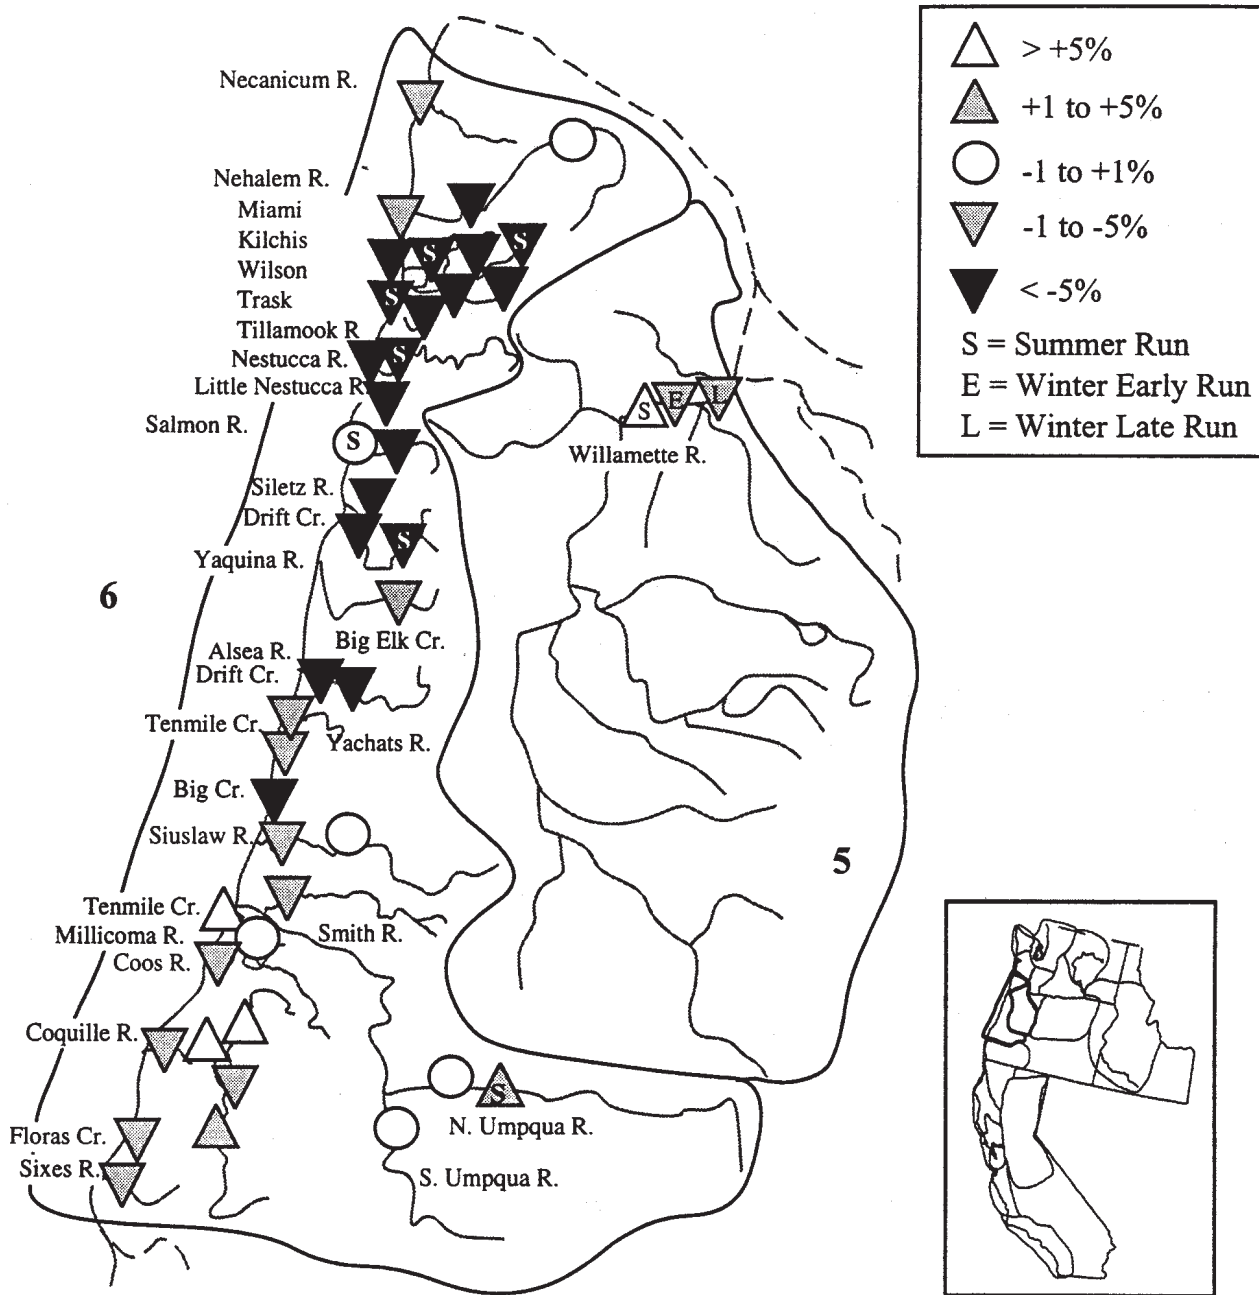 Necanicum R.
Nehalem R.
Miami
Kilchis
Wilson
Trask
Tillamook R
Nestucca R.
Little Nestucca R
Salmon R.
Siletz R.
Drift Cr.
Yaquina R.
Big Elk Cr.
Alsea R.
Drift Cr.
Tenmile Cr.
Yachats R.
Big Cr.
Siuslaw R.
Tenmile Cr.
Millicoma R.
Coos R.
Smith R.
Coquille R.
Floras Cr.
Sixes R.
N. Umpqua R.
S. Umpqua R.
Willamette R.
6
5
S
S
S
S
S
S
S
E
L
S
> +5%
+1 to +5%
-1 to +1%
-1 to -5%
< -5%
S = Summer Run
E = Winter Early Run
L = Winter Late Run